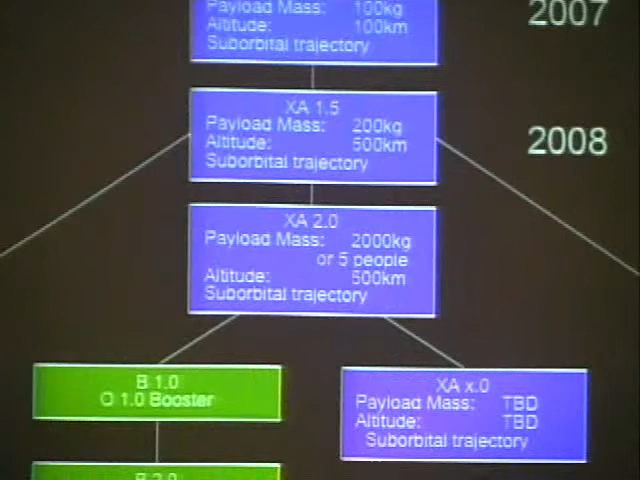 Payload Mass: 100kg
Altitude: 100km
Suborbital trajectory
2007
XA 1.5
Payload Mass: 200kg
Altitude: 500km
Suborbital trajectory
2008
XA 2.0
Payload Mass: 2000kg
or 5 people
Altitude: 500km
Suborbital trajectory
B 1.0
O 1.0 Booster
XA x.0
Payload Mass: TBD
Altitude: TBD
Suborbital trajectory
B 2.0